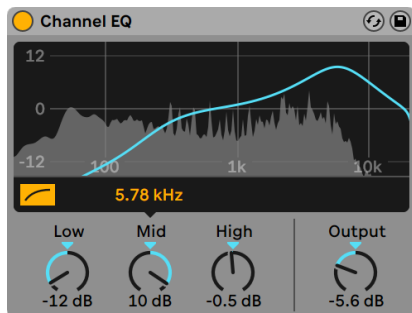 Channel EQ
12
0
-12 100 1k 10k
5.78 kHz
Low Mid High Output
-12 dB 10 dB -0.5 dB -5.6 dB